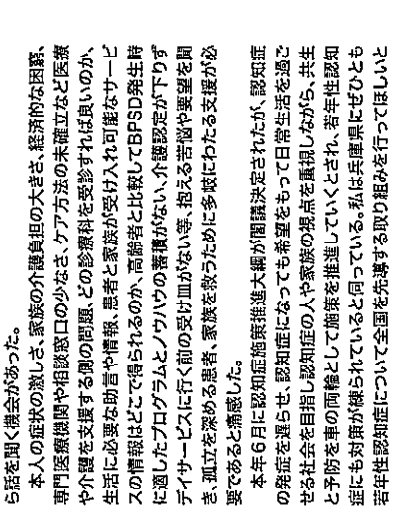 ら話を聞く機会があった。
本人の症状の激しさ、家族の介護負担の大きさ、経済的な困窮、
専門医療機関や相談窓口の少なさ、ケア方法の未確立など医療
や介護を支援する側の問題、どの診療科を受診すれば良いのか、
生活に必要な助言や情報、患者と家族が受け入れ可能なサービ
スの情報はどこで得られるのか、高齢者と比較してBPSD発生時
に適したプログラムとノウハウの蓄積がない、介護認定が下りず
デイサービスに行く前の受け皿がない等、抱える苦悩や要望を聞
き、孤立を深める患者、家族を救うために多岐にわたる支援が必
要であると痛感した。
本年6月に認知症施策推進大綱が閣議決定されたが、認知症
の発症を遅らせ、認知症になっても希望をもって日常生活を過ご
せる社会を目指し認知症の人や家族の視点を重視しながら、共生
と予防を車の両輪として施策を推進していくとされ、若年性認知
症にも対策が練られていると伺っている。私は兵庫県にぜひとも
若年性認知症について全国を先導する取り組みを行ってほしいと